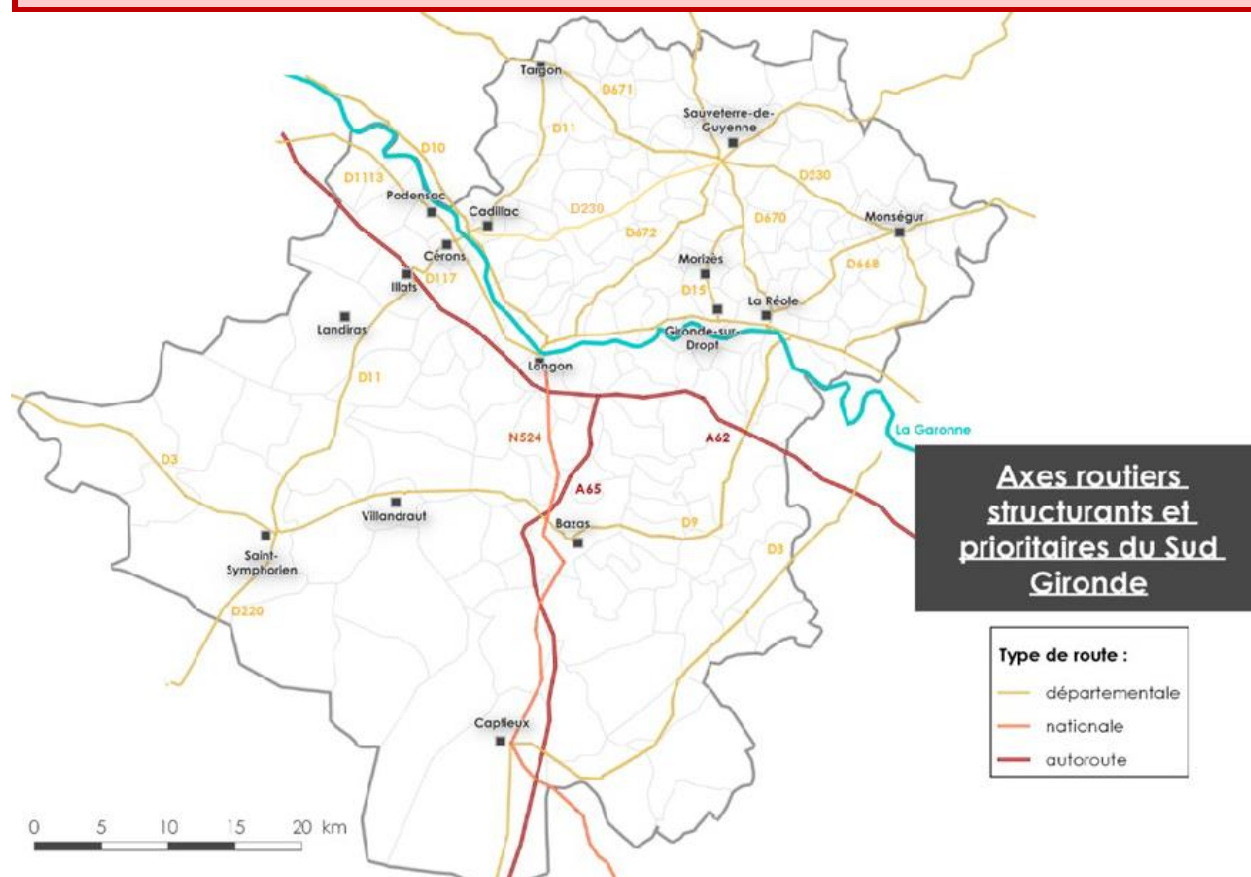 Targon
D671
Sauveterre-de-
Guyenne
D11
D10
D1113
Podensac
Cadillac
D230
D230
Monségur
D670
D672
Cérons
Morizès
D668
D117
Illats
D15
La Réole
Landiras
Gironde-sur-
Dropt
Langon
D11
La Garonne
N524
A62
D3
A65
Villandraut
Bazas
D9
D3
Saint-
Symphorien
D220
Captieux
Axes routiers
structurants et
prioritaires du Sud
Gironde
Type de route :
départementale
nationale
autoroute
0 5 10 15 20 km